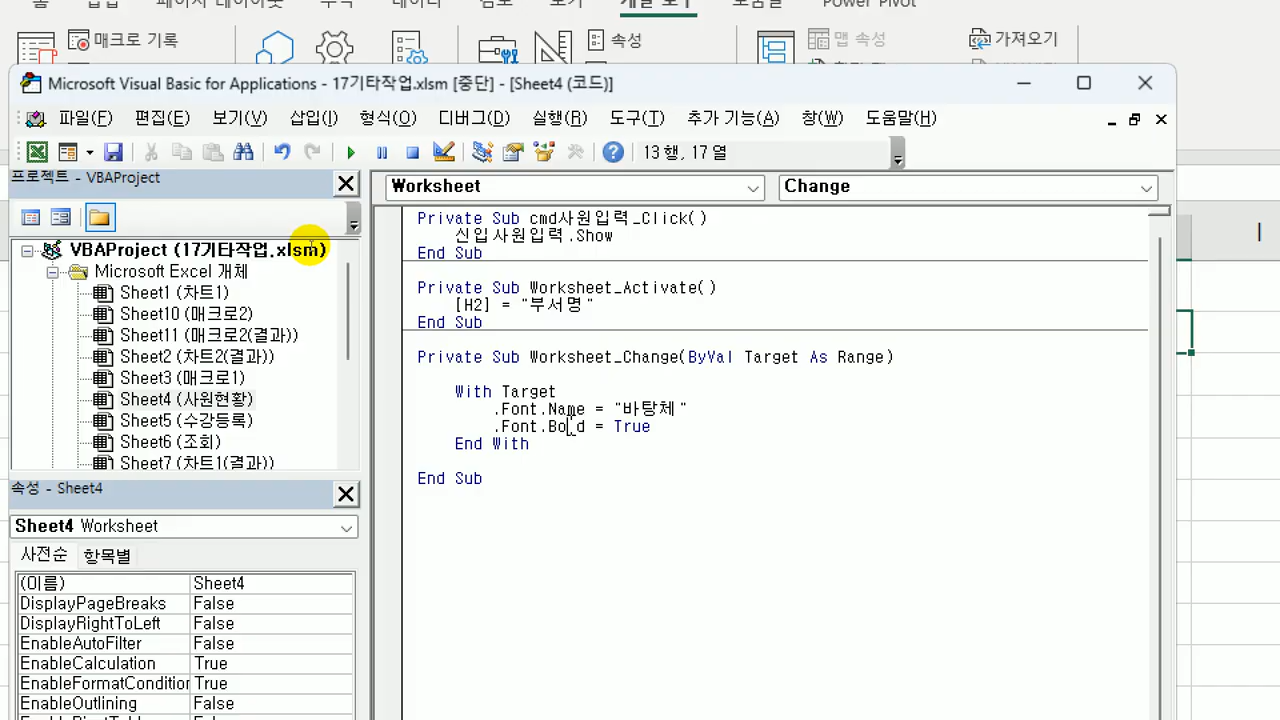 Power Pivot
매크로 기록
속성
맵 속성
가져오기
Microsoft Visual Basic for Applications - 17기타작업.xlsm [중단] - [Sheet4 (코드)]
파일(F) 편집(E) 보기(V) 삽입(I) 형식(O) 디버그(D) 실행(R) 도구(T) 추가 기능(A) 창(W) 도움말(H)
13 행, 17 열
프로젝트 - VBAProject
Worksheet
Change
VBAProject (17기타작업.xlsm)
Microsoft Excel 개체
Sheet1 (차트1)
Sheet10 (매크로2)
Sheet11 (매크로2(결과))
Sheet2 (차트2(결과))
Sheet3 (매크로1)
Sheet4 (사원현황)
Sheet5 (수강등록)
Sheet6 (조회)
Sheet7 (차트1(결과))
Private Sub cmd사원입력_Click()
신입사원입력.Show
End Sub
Private Sub Worksheet_Activate()
[H2] = "부서명"
End Sub
Private Sub Worksheet_Change(ByVal Target As Range)
With Target
.Font.Name = "바탕체"
.Font.Bold = True
End With
End Sub
속성 - Sheet4
Sheet4 Worksheet
사전순 항목별
(이름) Sheet4
DisplayPageBreaks False
DisplayRightToLeft False
EnableAutoFilter False
EnableCalculation True
EnableFormatCondition True
EnableOutlining False